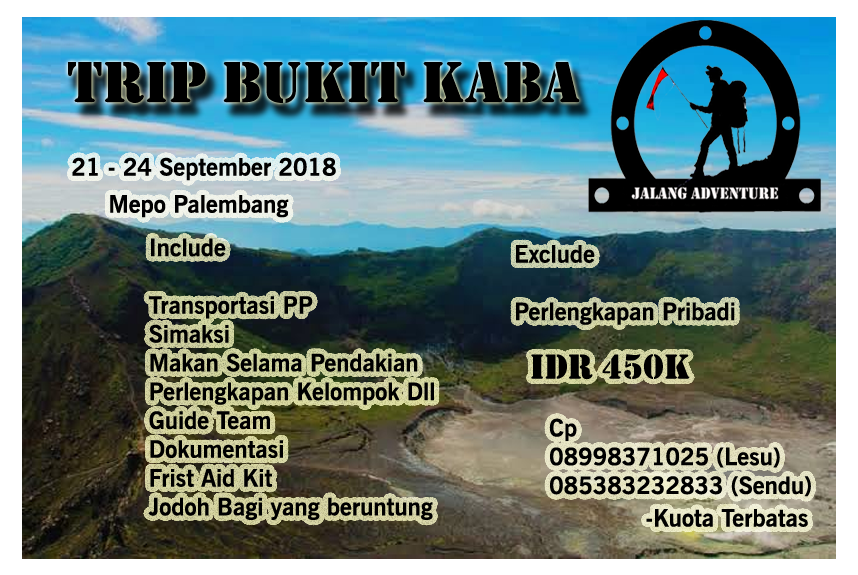 TRIP BUKIT KABA
JALANG ADVENTURE
21 - 24 September 2018
Mepo Palembang
Include
Transportasi PP
Simaksi
Makan Selama Pendakian
Perlengkapan Kelompok Dll
Guide Team
Dokumentasi
Frist Aid Kit
Jodoh Bagi yang beruntung
Exclude
Perlengkapan Pribadi
IDR 450K
Cp
08998371025 (Lesu)
085383232833 (Sendu)
-Kuota Terbatas